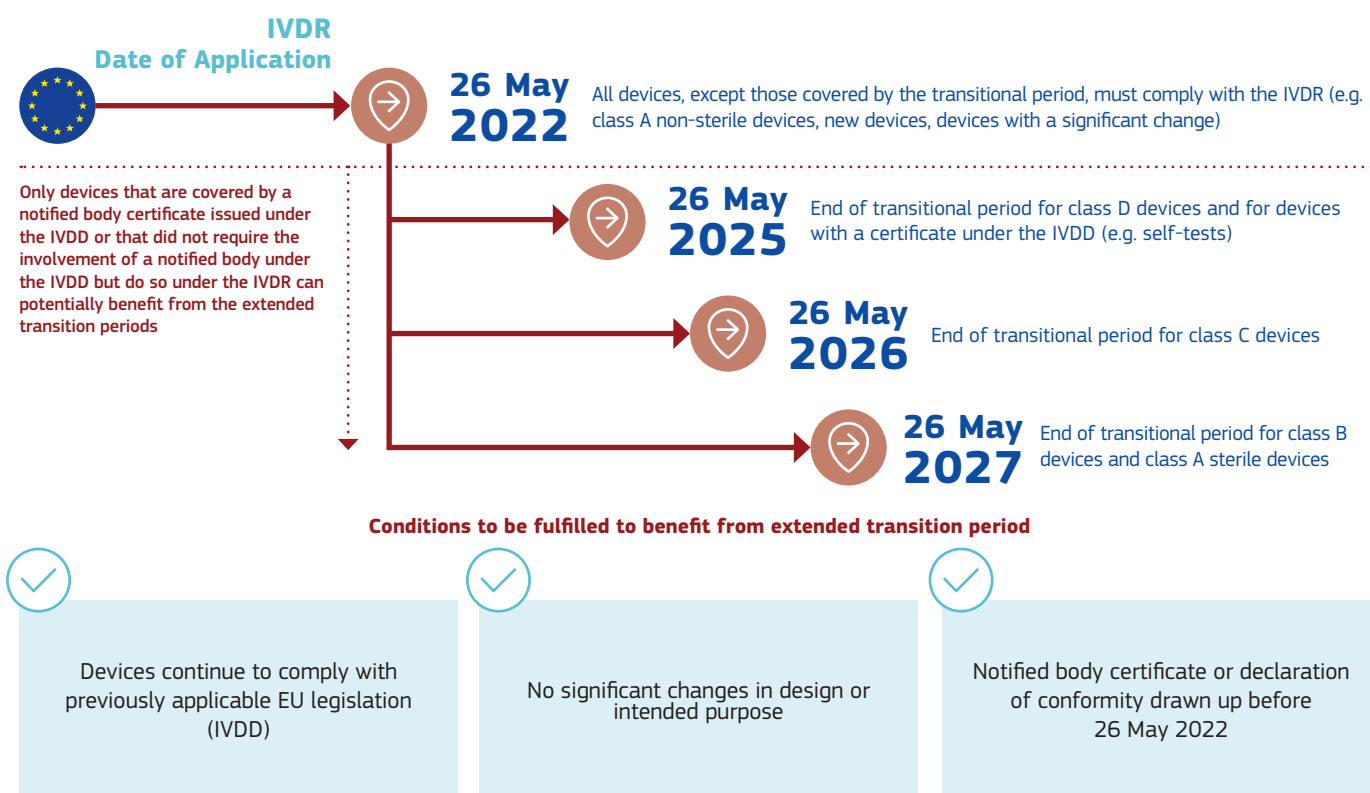 IVDR
Date of Application
26 May
2022
All devices, except those covered by the transitional period, must comply with the IVDR (e.g.
class A non-sterile devices, new devices, devices with a significant change)
Only devices that are covered by a
notified body certificate issued under
the IVDD or that did not require the
involvement of a notified body under
the IVDD but do so under the IVDR can
potentially benefit from the extended
transition periods
26 May
2025
End of transitional period for class D devices and for devices
with a certificate under the IVDD (e.g. self-tests)
26 May
2026
End of transitional period for class C devices
26 May
2027
End of transitional period for class B
devices and class A sterile devices
Conditions to be fulfilled to benefit from extended transition period
Devices continue to comply with
previously applicable EU legislation
(IVDD)
No significant changes in design or
intended purpose
Notified body certificate or declaration
of conformity drawn up before
26 May 2022